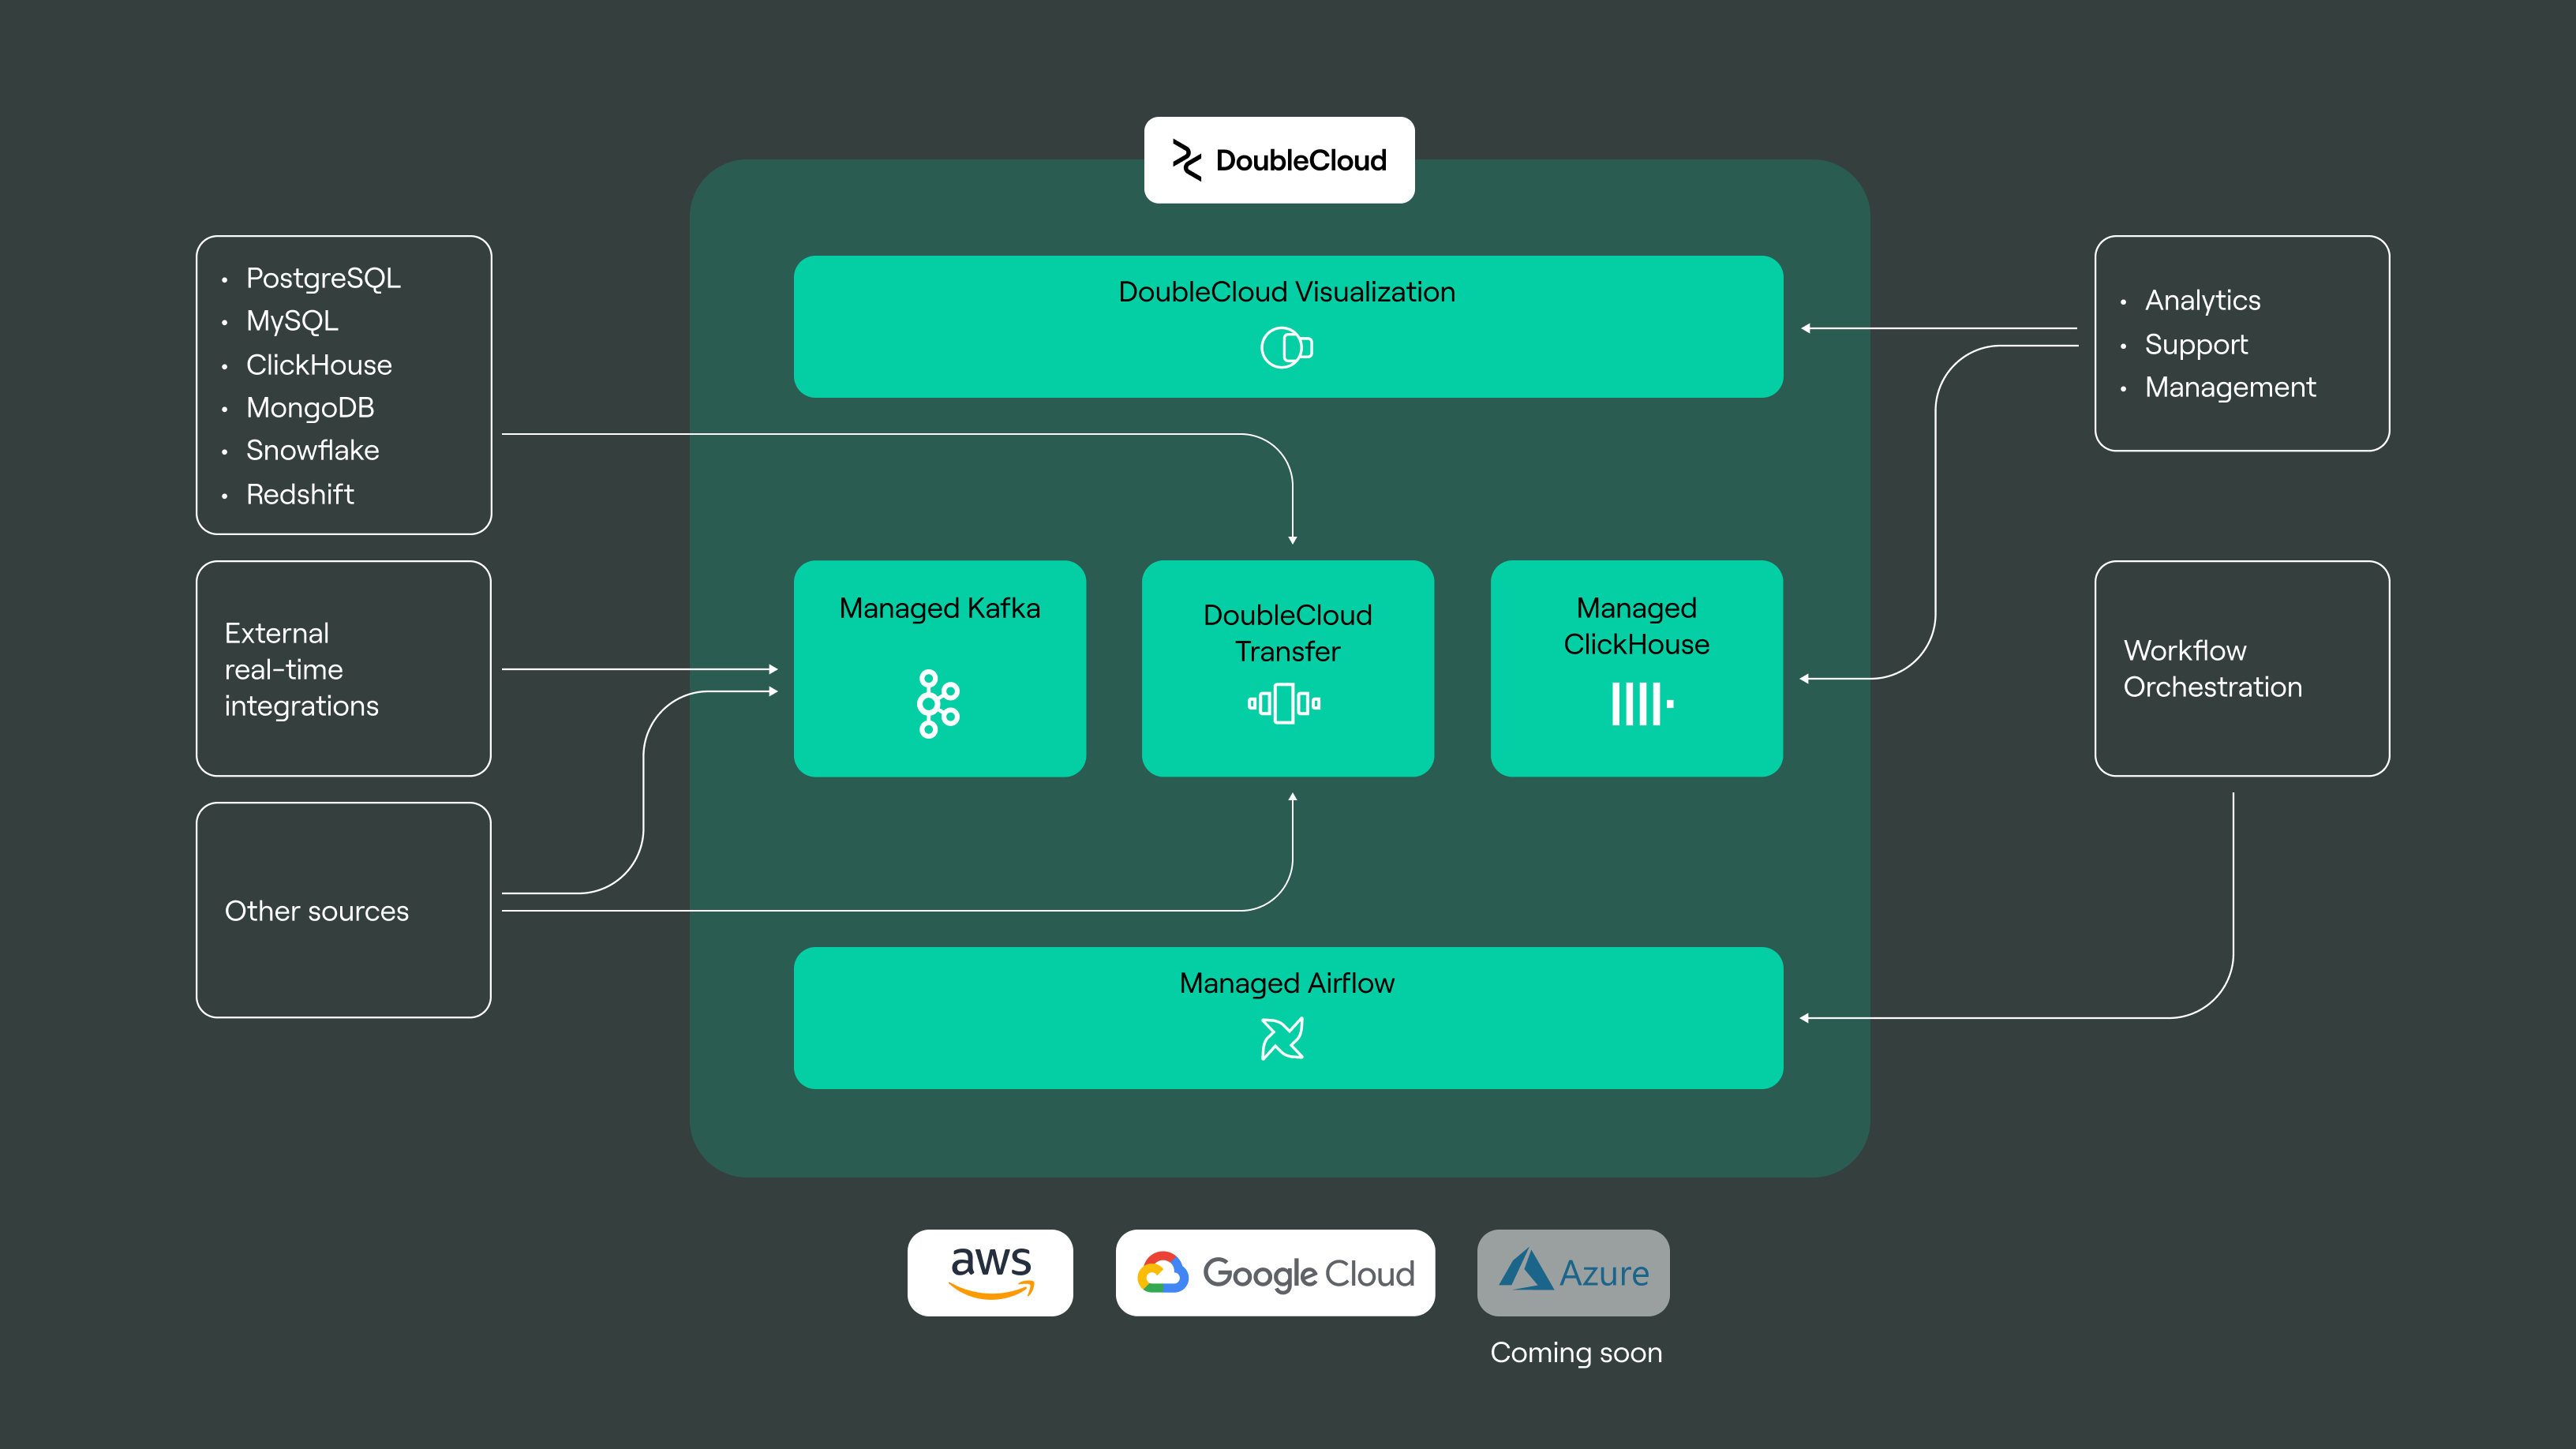 DoubleCloud
PostgreSQL
MySQL
ClickHouse
MongoDB
Snowflake
Redshift
External
real-time
integrations
Other sources
DoubleCloud Visualization
Managed Kafka
DoubleCloud
Transfer
Managed
ClickHouse
Managed Airflow
Analytics
Support
Management
Workflow
Orchestration
aws
Google Cloud
Azure
Coming soon